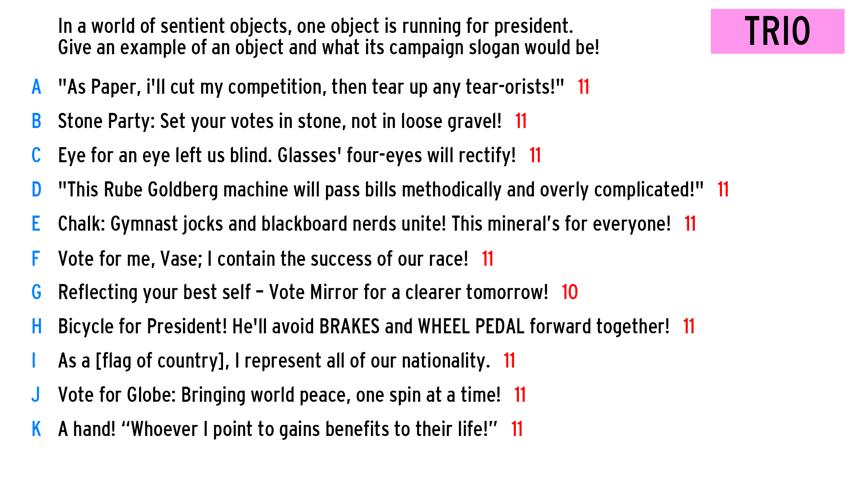 In a world of sentient objects, one object is running for president.
Give an example of an object and what its campaign slogan would be!
TRIO
A "As Paper, i'll cut my competition, then tear up any tear-orists!" 11
B Stone Party: Set your votes in stone, not in loose gravel! 11
C Eye for an eye left us blind. Glasses' four-eyes will rectify! 11
D "This Rube Goldberg machine will pass bills methodically and overly complicated!" 11
E Chalk: Gymnast jocks and blackboard nerds unite! This mineral’s for everyone! 11
F Vote for me, Vase; I contain the success of our race! 11
G Reflecting your best self – Vote Mirror for a clearer tomorrow! 10
H Bicycle for President! He'll avoid BRAKES and WHEEL PEDAL forward together! 11
I As a [flag of country], I represent all of our nationality. 11
J Vote for Globe: Bringing world peace, one spin at a time! 11
K A hand! “Whoever I point to gains benefits to their life!” 11